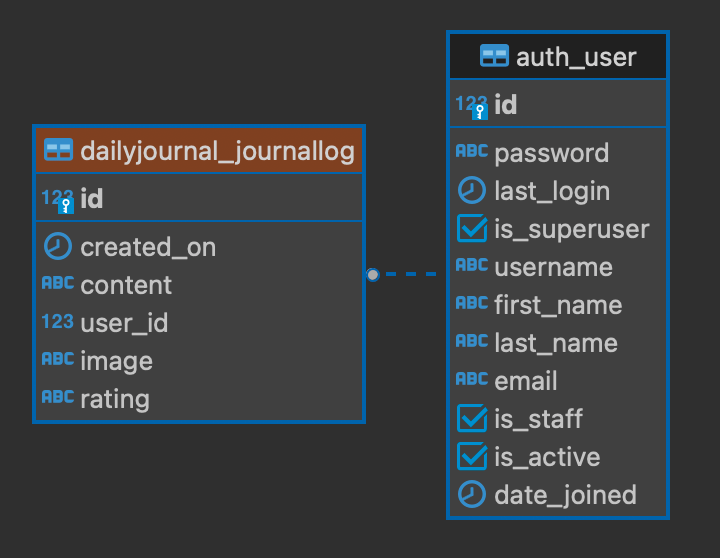 dailyjournal_journallog
123 id
created_on
ABC content
123 user_id
ABC image
ABC rating
auth_user
123 id
ABC password
last_login
is_superuser
ABC username
ABC first_name
ABC last_name
ABC email
is_staff
is_active
date_joined